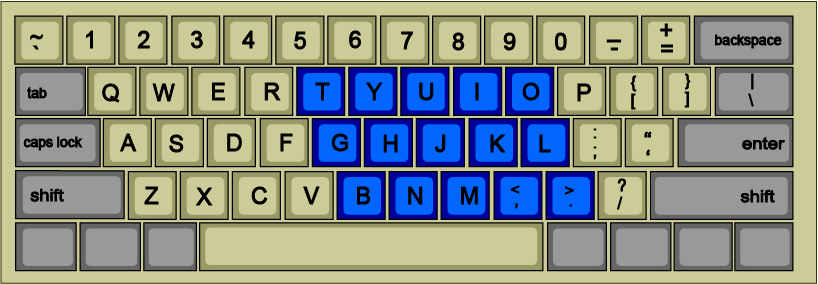 ~ 1 2 3 4 5 6 7 8 9 0 – + backspace
` =
tab Q W E R T Y U I O P { } |
[ ] \
caps lock A S D F G H J K L : “ enter
; ‘
shift Z X C V B N M < > ? shift
, . /